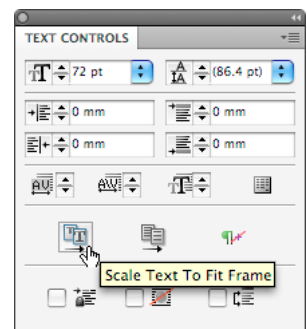 TEXT CONTROLS
72 pt (86.4 pt)
0 mm 0 mm
0 mm 0 mm
Scale Text To Fit Frame